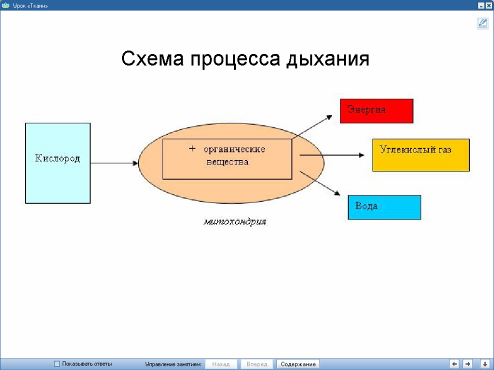 Урок «Ткани»
Схема процесса дыхания
Энергия
Кислород
+ органические
вещества
Углекислый газ
Вода
митохондрия
Показывать ответы
Управление занятием:
Назад
Вперед
Содержание